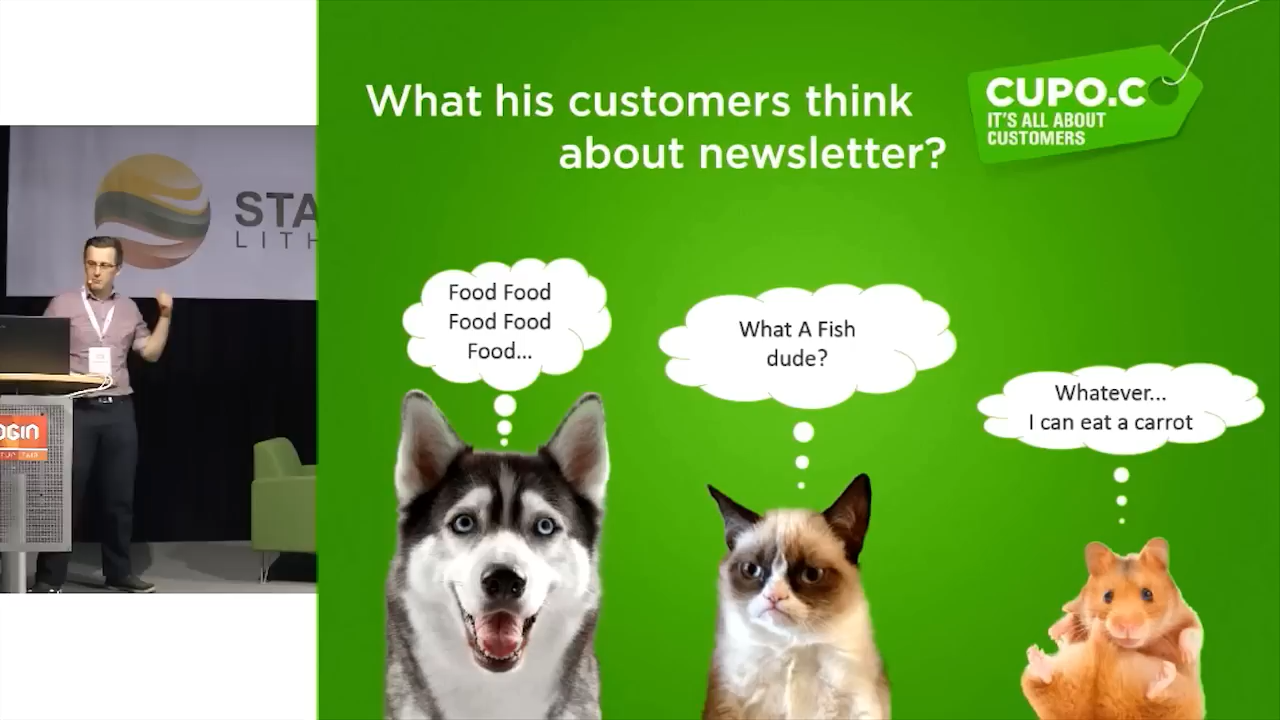 STA
LITH
OGIN
What his customers think
about newsletter?
CUPO.C
IT'S ALL ABOUT
CUSTOMERS
Food Food
Food Food
Food...
What A Fish
dude?
Whatever...
I can eat a carrot